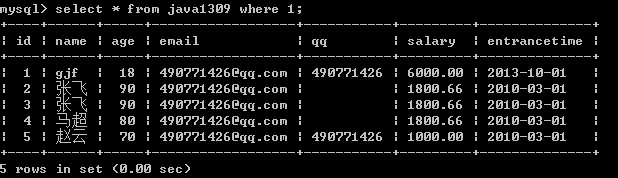 mysql> select * from java1309 where 1;
+----+------+-----+------------------+-----------+---------+--------------+
| id | name | age | email | qq | salary | entrancetime |
+----+------+-----+------------------+-----------+---------+--------------+
| 1 | gjf | 18 | 490771426@qq.com | 490771426 | 6000.00 | 2013-10-01 |
| 2 | 张飞 | 90 | 490771426@qq.com | | 1800.66 | 2010-03-01 |
| 3 | 张飞 | 90 | 490771426@qq.com | | 1800.66 | 2010-03-01 |
| 4 | 马超 | 80 | 490771426@qq.com | | 1800.66 | 2010-03-01 |
| 5 | 赵云 | 70 | 490771426@qq.com | 490771426 | 1000.00 | 2010-03-01 |
+----+------+-----+------------------+-----------+---------+--------------+
5 rows in set (0.00 sec)